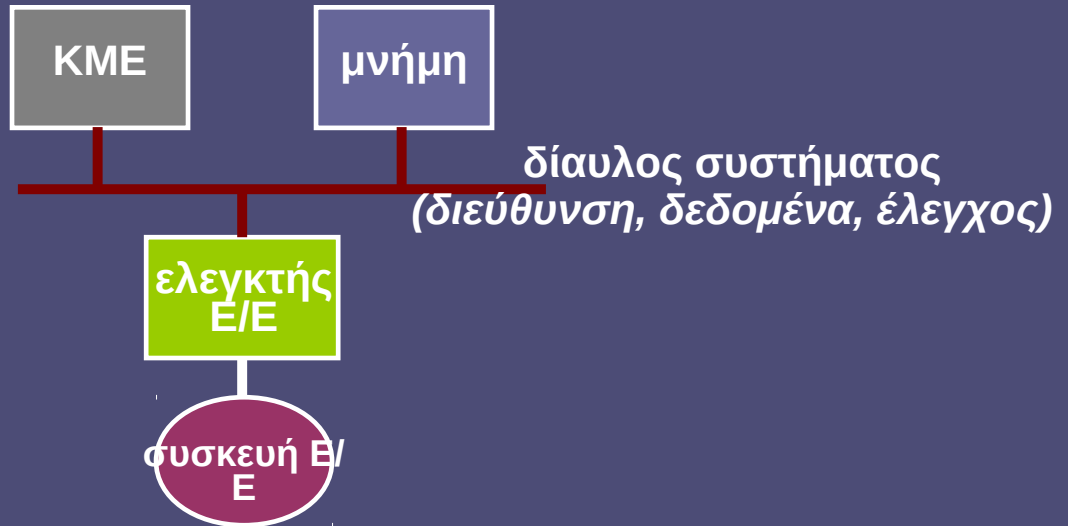 ΚΜΕ
μνήμη
δίαυλος συστήματος
(διεύθυνση, δεδομένα, έλεγχος)
ελεγκτής
Ε/Ε
συσκευή Ε/
Ε